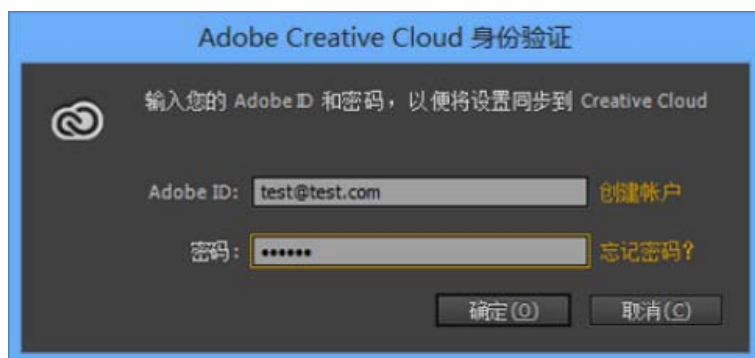 Adobe Creative Cloud 身份验证
输入您的 Adobe ID 和密码，以便将设置同步到 Creative Cloud
Adobe ID: test@test.com 创建帐户
密码: •••••• 忘记密码?
确定(O) 取消(C)